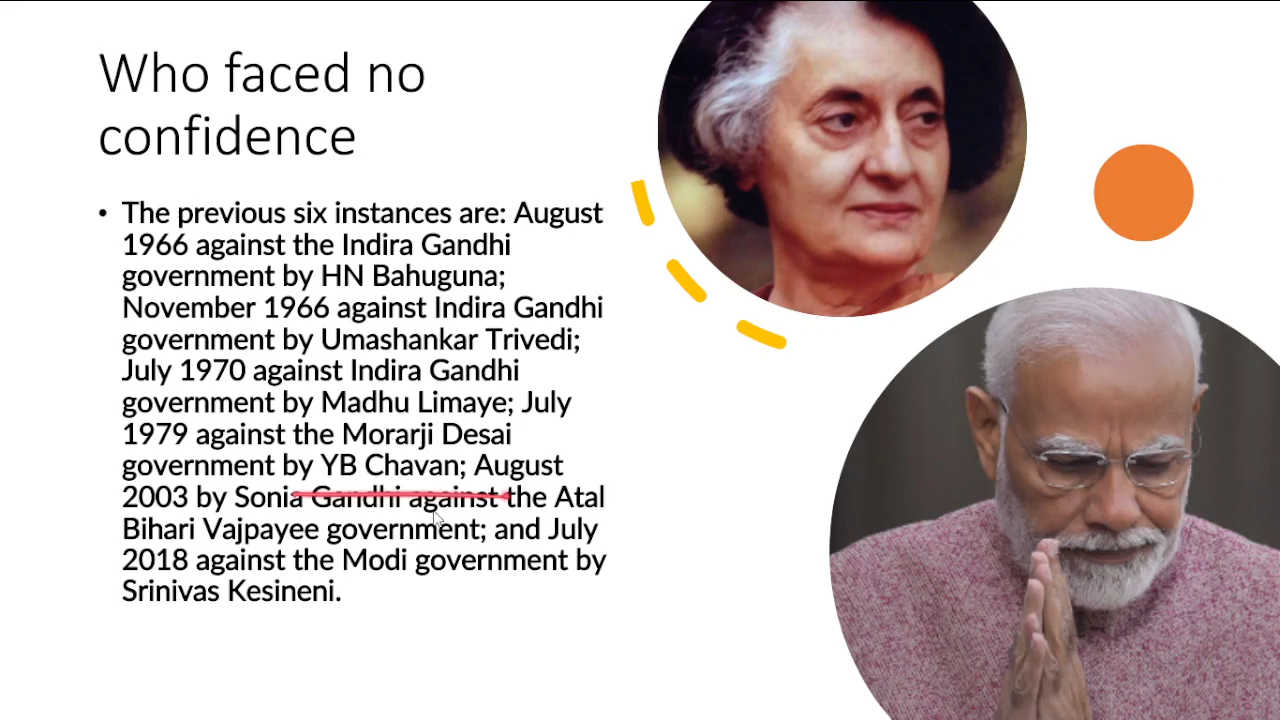 Who faced no
confidence
• The previous six instances are: August
1966 against the Indira Gandhi
government by HN Bahuguna;
November 1966 against Indira Gandhi
government by Umashankar Trivedi;
July 1970 against Indira Gandhi
government by Madhu Limaye; July
1979 against the Morarji Desai
government by YB Chavan; August
2003 by Sonia Gandhi against the Atal
Bihari Vajpayee government; and July
2018 against the Modi government by
Srinivas Kesineni.